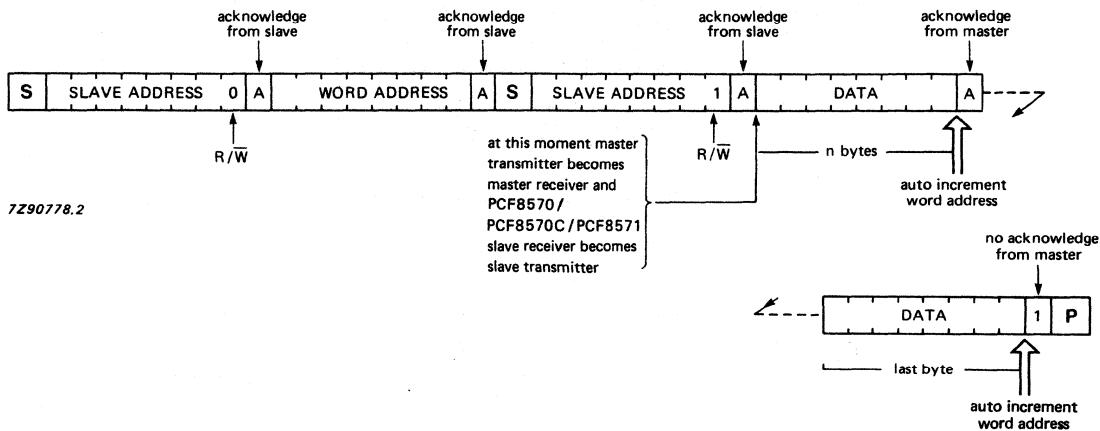 acknowledge
from slave
acknowledge
from slave
acknowledge
from slave
acknowledge
from master
S SLAVE ADDRESS 0 A WORD ADDRESS A S SLAVE ADDRESS 1 A DATA A
R/W̅
at this moment master
transmitter becomes
master receiver and
PCF8570/
PCF8570C/PCF8571
slave receiver becomes
slave transmitter
R/W̅
n bytes
auto increment
word address
7Z90778.2
no acknowledge
from master
DATA 1 P
last byte
auto increment
word address